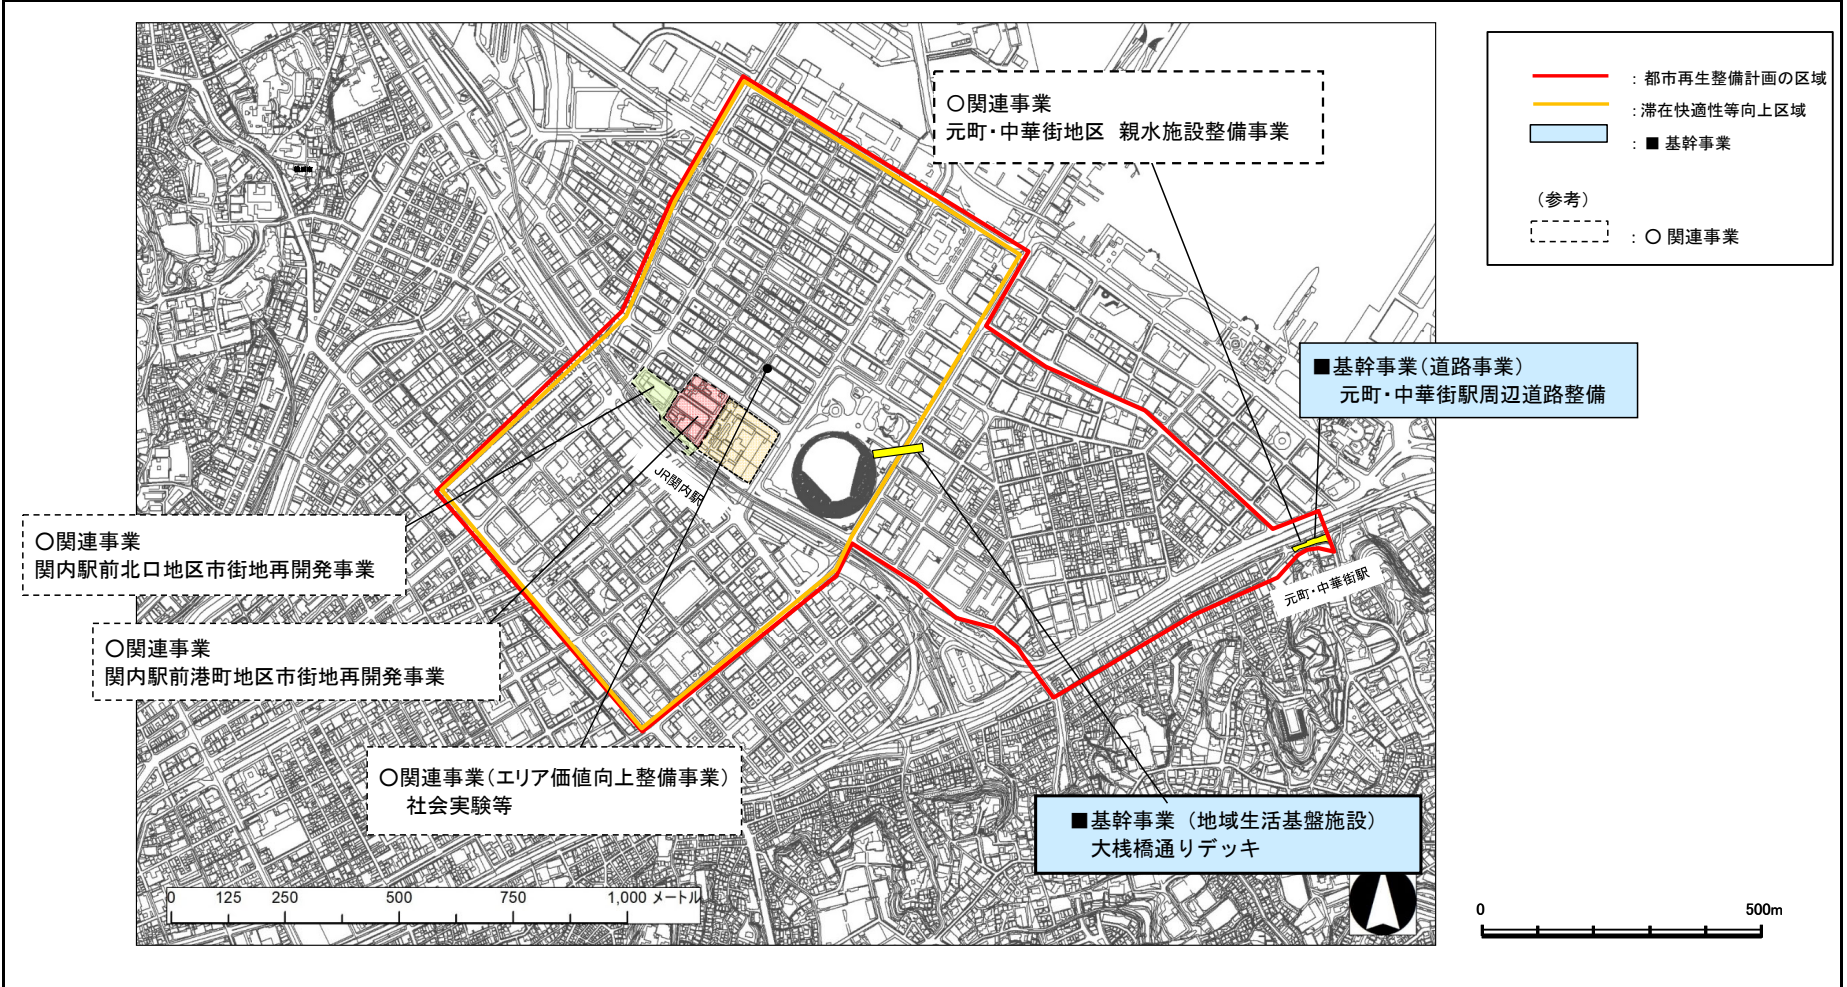 ○関連事業
元町・中華街地区 親水施設整備事業
: 都市再生整備計画の区域
: 滞在快適性等向上区域
: ■ 基幹事業
（参考）
: ○ 関連事業
■基幹事業（道路事業）
元町・中華街駅周辺道路整備
JR関内駅
○関連事業
関内駅前北口地区市街地再開発事業
元町・中華街駅
○関連事業
関内駅前港町地区市街地再開発事業
○関連事業（エリア価値向上整備事業）
社会実験等
■基幹事業（地域生活基盤施設）
大桟橋通りデッキ
0 125 250 500 750 1,000 メートル
0 500m